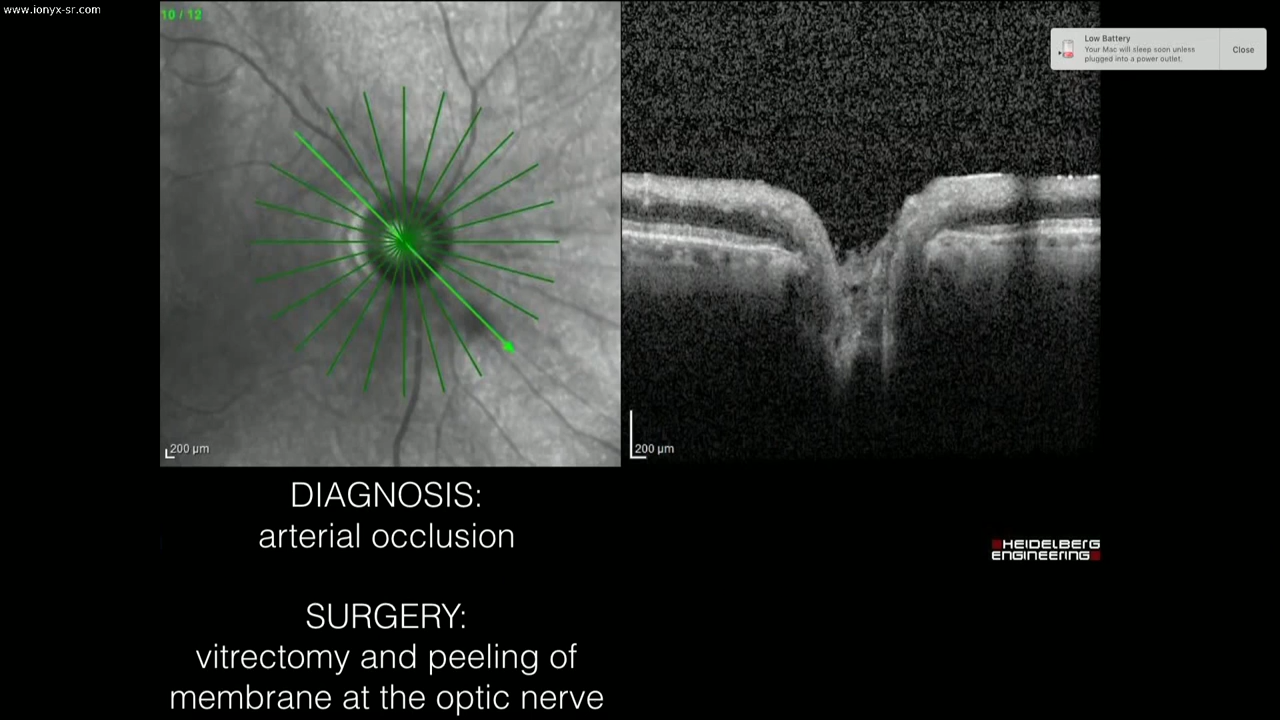 www.ionyx-sr.com
10 / 12
Low Battery
Your Mac will sleep soon unless
plugged into a power outlet.
Close
200 µm
200 µm
DIAGNOSIS:
arterial occlusion
HEIDELBERG
ENGINEERING
SURGERY:
vitrectomy and peeling of
membrane at the optic nerve